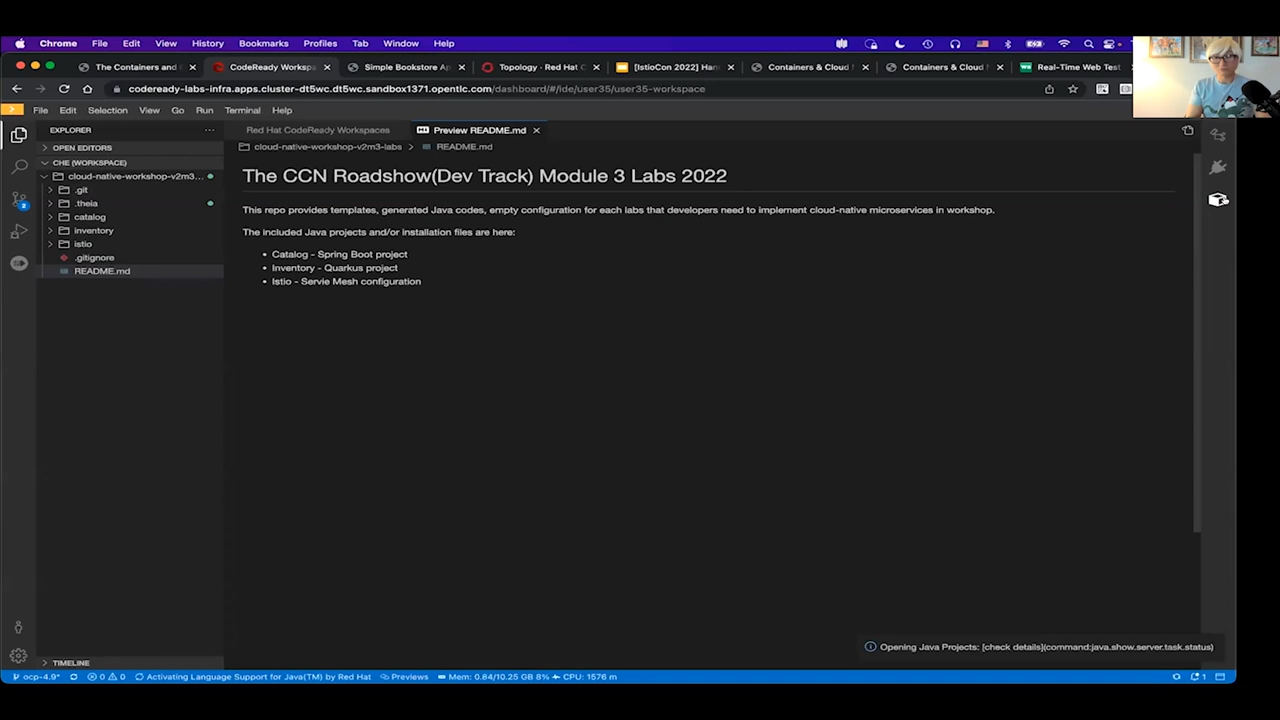 Chrome File Edit View History Bookmarks Profiles Tab Window Help
The Containers and
CodeReady Workspa
Simple Bookstore Ap
Topology · Red Hat C
[IstioCon 2022] Han
Containers & Cloud
Containers & Cloud
Real-Time Web Test
codeready-labs-infra.apps.cluster-dt5wc.dt5wc.sandbox1371.opentlc.com/dashboard/#/ide/user35/user35-workspace
File Edit Selection View Go Run Terminal Help
EXPLORER ...
Red Hat CodeReady Workspaces
Preview README.md
OPEN EDITORS
cloud-native-workshop-v2m3-labs > README.md
CHE (WORKSPACE)
cloud-native-workshop-v2m3...
.git
.theia
catalog
inventory
istio
.gitignore
README.md
The CCN Roadshow(Dev Track) Module 3 Labs 2022
This repo provides templates, generated Java codes, empty configuration for each labs that developers need to implement cloud-native microservices in workshop.
The included Java projects and/or installation files are here:
• Catalog - Spring Boot project
• Inventory - Quarkus project
• Istio - Servie Mesh configuration
2
Opening Java Projects: [check details](command:java.show.server.task.status)
TIMELINE
ocp-4.9* 0 0 Activating Language Support for Java(TM) by Red Hat Previews Mem: 0.84/10.25 GB 8% CPU: 1576 m 1